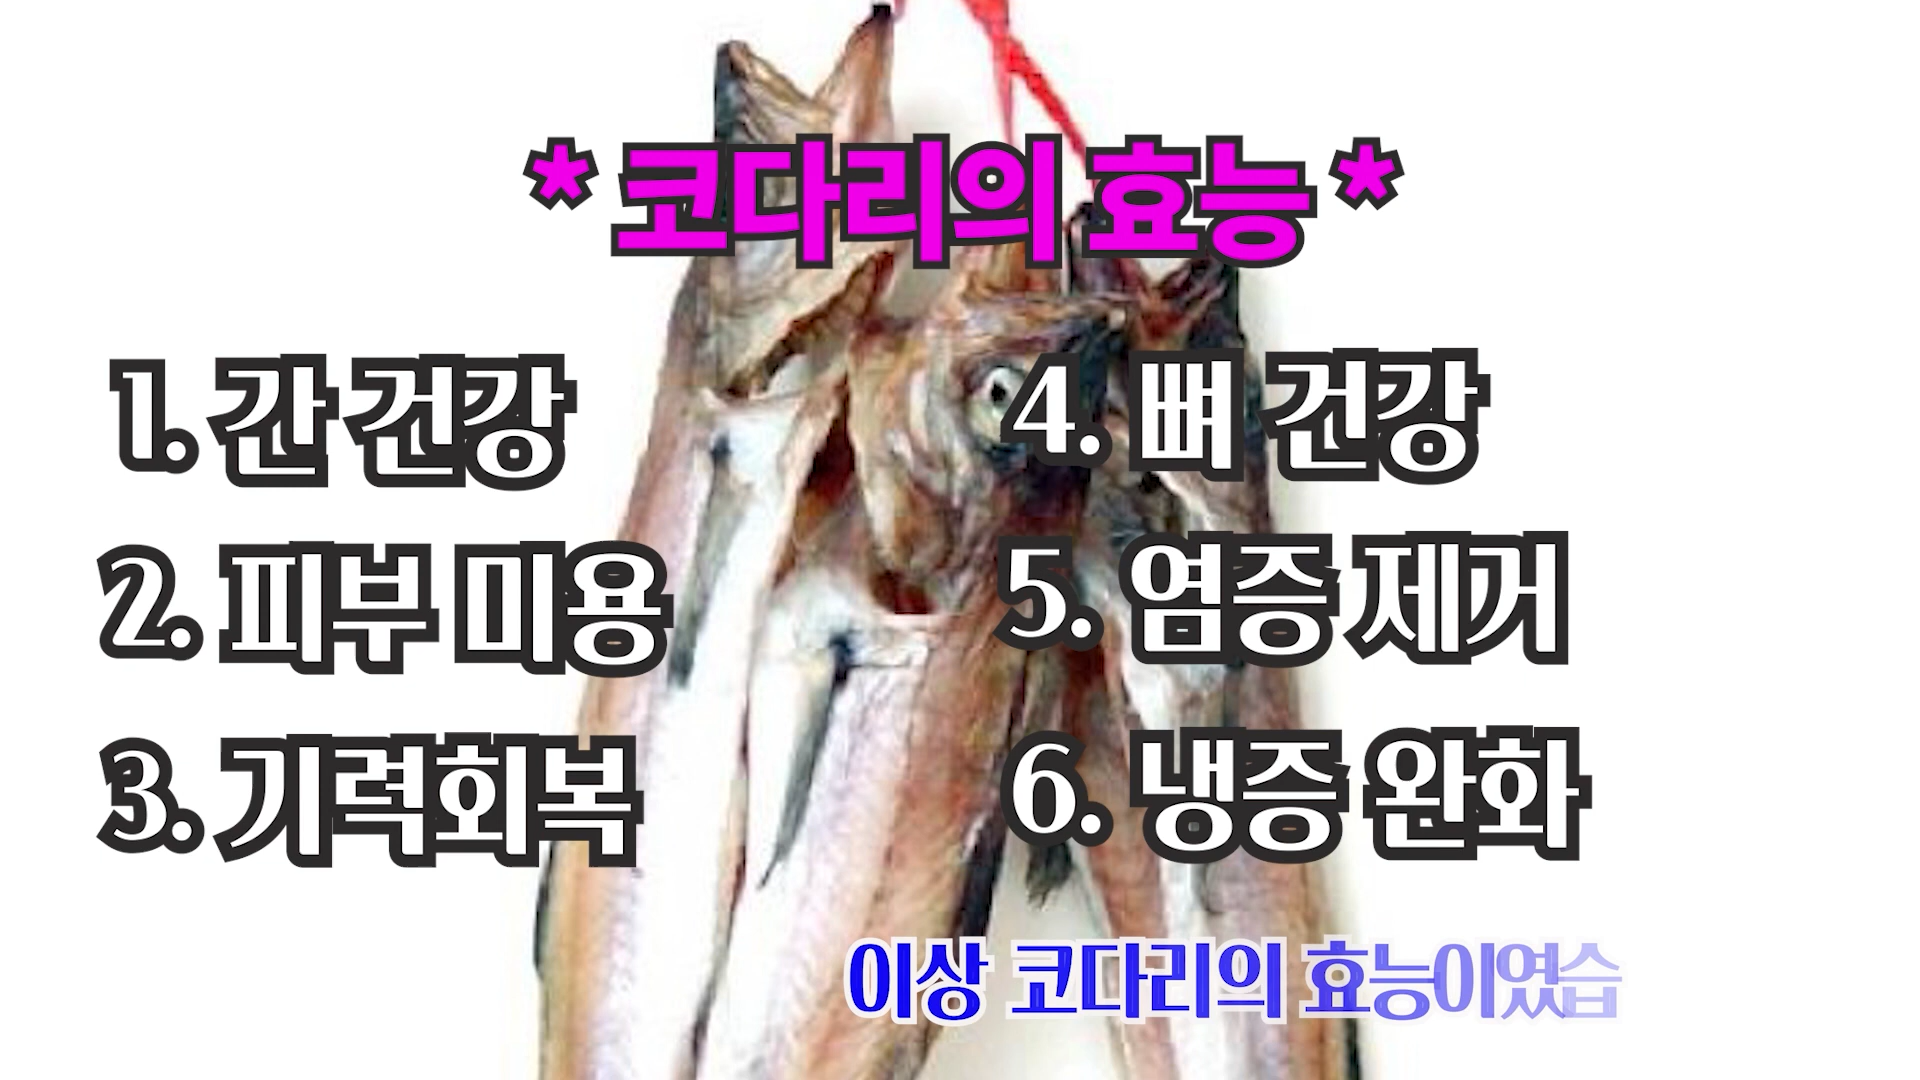 * 코다리의 효능 *
1. 간 건강
2. 피부 미용
3. 기력회복
4. 뼈 건강
5. 염증 제거
6. 냉증 완화
이상 코다리의 효능이였습